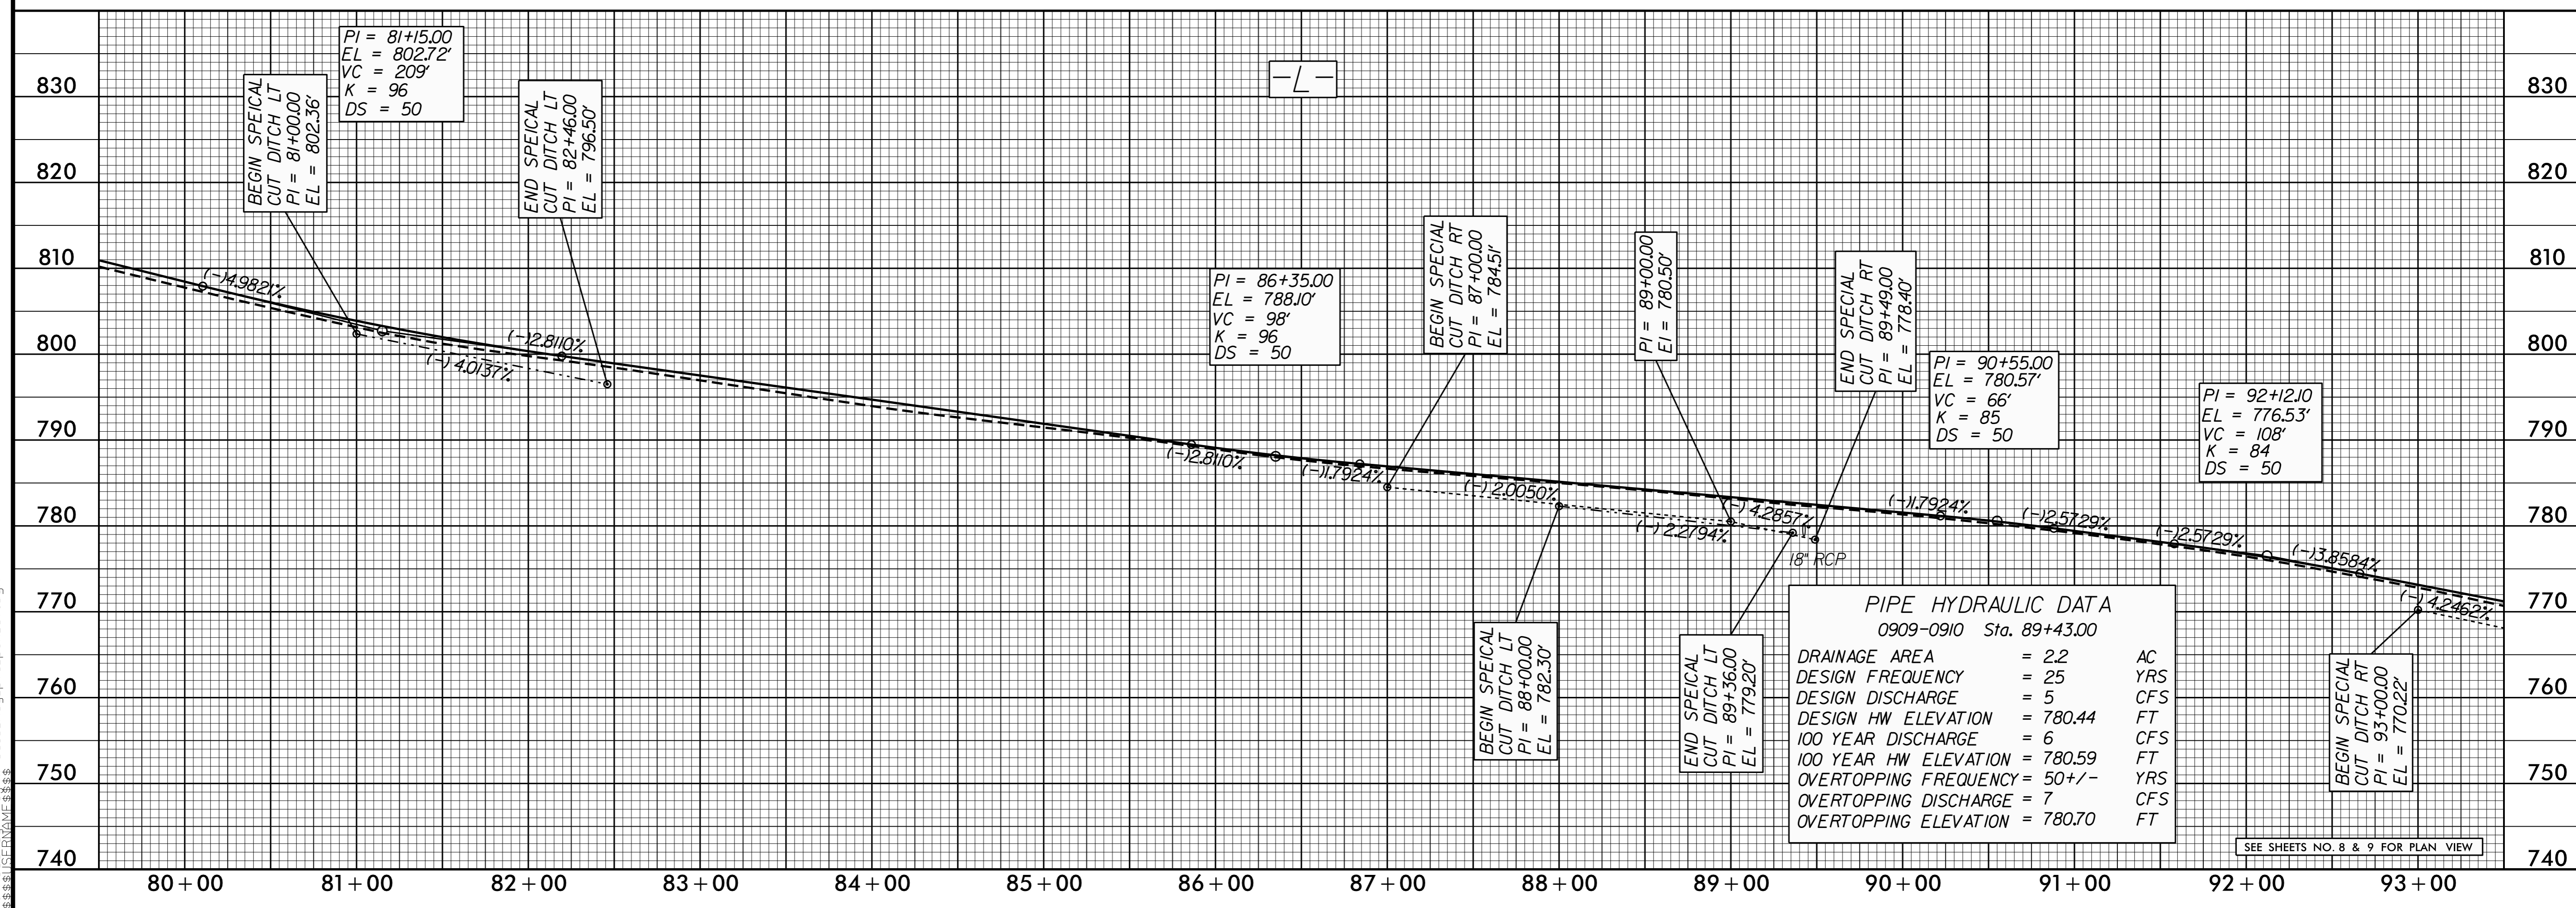 PI = 81+15.00
EL = 802.72'
VC = 209'
K = 96
DS = 50
-L-
830
830
BEGIN SPEICAL
CUT DITCH LT
PI = 81+00.00
EL = 802.36'
END SPEICAL
CUT DITCH LT
PI = 82+46.00
EL = 796.50'
820
820
810
810
(-)4.9821%
PI = 86+35.00
EL = 788.10'
VC = 98'
K = 96
DS = 50
BEGIN SPECIAL
CUT DITCH RT
PI = 87+00.00
EL = 784.51'
PI = 89+00.00
El = 780.50'
END SPECIAL
CUT DITCH RT
PI = 89+49.00
EL = 778.40'
800
800
(-)2.8110%
(-) 4.0137%
PI = 90+55.00
EL = 780.57'
VC = 66'
K = 85
DS = 50
PI = 92+12.10
EL = 776.53'
VC = 108'
K = 84
DS = 50
790
790
(-)2.8110%
(-)1.7924%
(-) 2.0050%
(-) 4.2857%
(-)1.7924%
(-)2.5729%
(-)2.5729%
(-)3.8584%
780
780
(-) 2.2794%
18" RCP
770
770
(-) 4.2462%
PIPE HYDRAULIC DATA
0909-0910 Sta. 89+43.00
DRAINAGE AREA = 2.2 AC
DESIGN FREQUENCY = 25 YRS
DESIGN DISCHARGE = 5 CFS
DESIGN HW ELEVATION = 780.44 FT
100 YEAR DISCHARGE = 6 CFS
100 YEAR HW ELEVATION = 780.59 FT
OVERTOPPING FREQUENCY = 50+/- YRS
OVERTOPPING DISCHARGE = 7 CFS
OVERTOPPING ELEVATION = 780.70 FT
BEGIN SPEICAL
CUT DITCH LT
PI = 88+00.00
EL = 782.30'
END SPEICAL
CUT DITCH LT
PI = 89+36.00
EL = 779.20'
BEGIN SPECIAL
CUT DITCH RT
PI = 93+00.00
EL = 770.22'
760
760
750
750
740
740
SEE SHEETS NO. 8 & 9 FOR PLAN VIEW
80+00
81+00
82+00
83+00
84+00
85+00
86+00
87+00
88+00
89+00
90+00
91+00
92+00
93+00